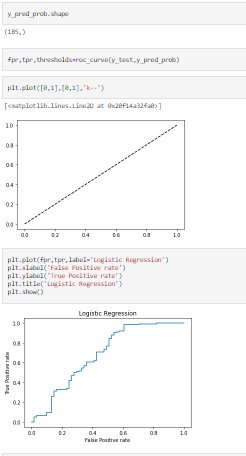 y_pred_prob.shape
(185,)
fpr,tpr,thresholds=roc_curve(y_test,y_pred_prob)
plt.plot([0,1],[0,1],'k--')
[<matplotlib.lines.Line2D at 0x20f14a32fa0>]
1.0
0.8
0.6
0.4
0.2
0.0
0.0 0.2 0.4 0.6 0.8 1.0
plt.plot(fpr,tpr,label='Logistic Regression')
plt.xlabel('False Positive rate')
plt.ylabel('True Positive rate')
plt.title('Logistic Regression')
plt.show()
Logistic Regression
1.0
0.8
0.6
0.4
0.2
0.0
True Positive rate
0.0 0.2 0.4 0.6 0.8 1.0
False Positive rate